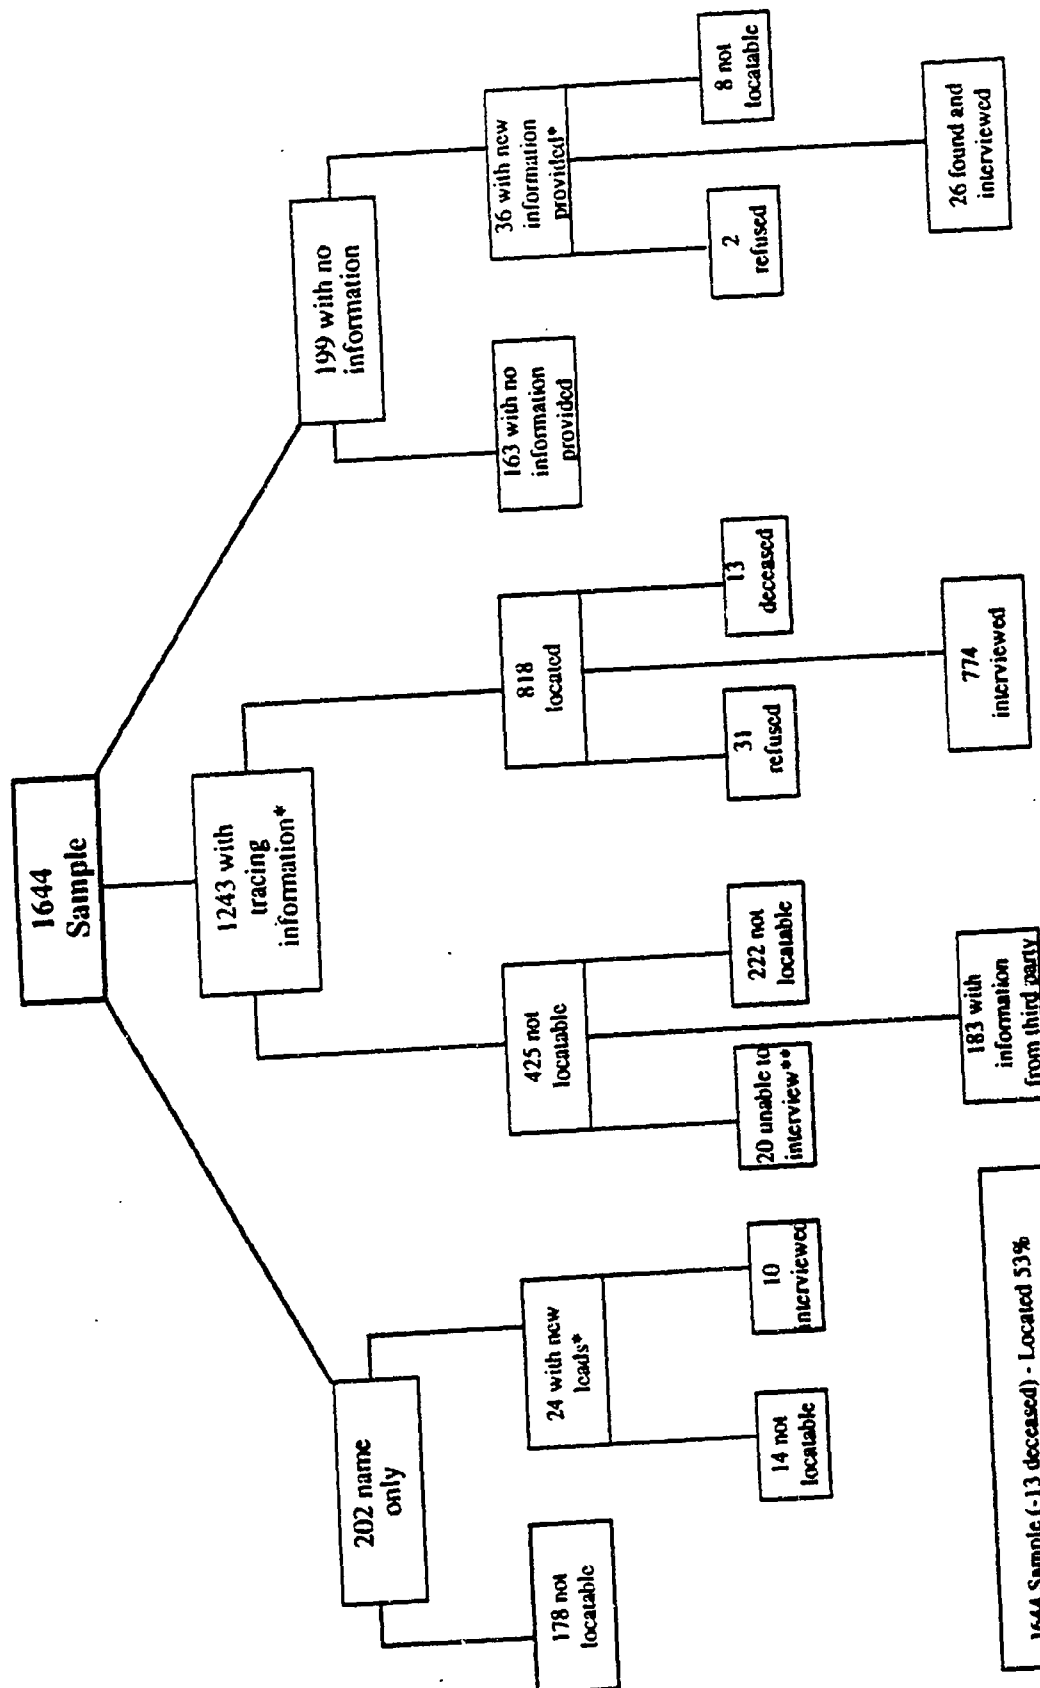 1644
Sample
202 name
only
1243 with
tracing
information*
199 with no
information
178 not
locatable
24 with new
leads*
425 not
locatable
818
located
163 with no
information
provided
36 with new
information
provided*
14 not
locatable
10
interviewed
20 unable to
interview**
222 not
locatable
31
refused
13
deceased
2
refused
8 not
locatable
183 with
information
from third party
774
interviewed
26 found and
interviewed
1644 Sample (-13 deceased) - Located 53%